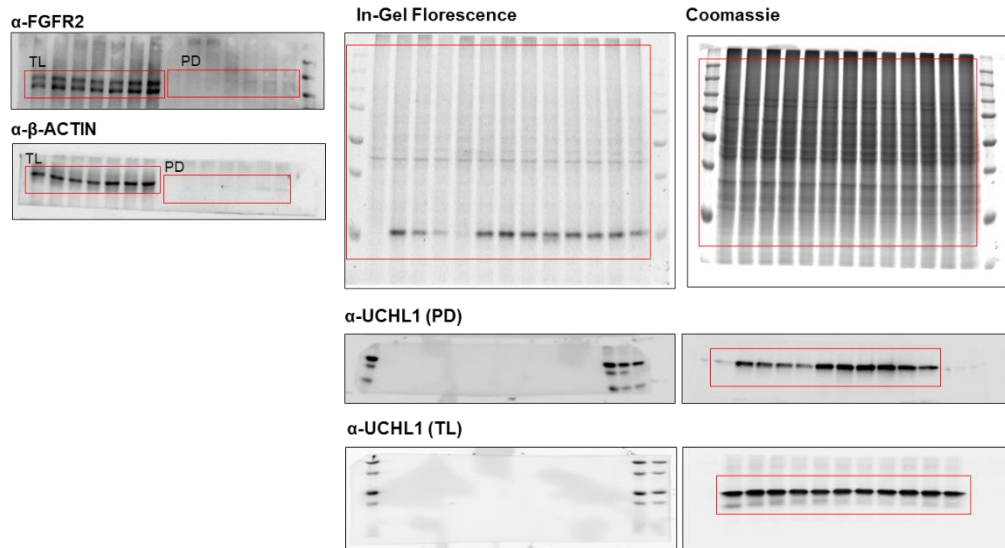 α-FGFR2
TL
PD
α-β-ACTIN
TL
PD
In-Gel Florescence
Coomassie
α-UCHL1 (PD)
α-UCHL1 (TL)